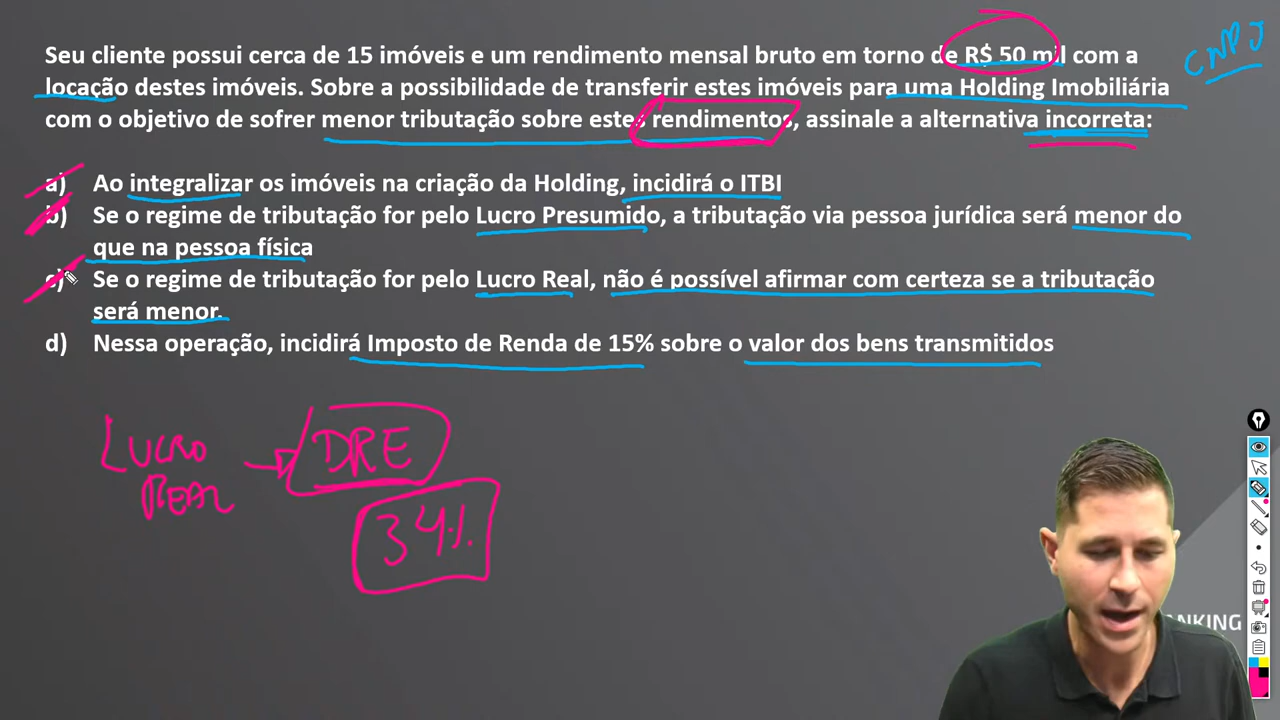 CNPJ
Seu cliente possui cerca de 15 imóveis e um rendimento mensal bruto em torno de R$ 50 mil com a
locação destes imóveis. Sobre a possibilidade de transferir estes imóveis para uma Holding Imobiliária
com o objetivo de sofrer menor tributação sobre estes rendimentos, assinale a alternativa incorreta:
a) Ao integralizar os imóveis na criação da Holding, incidirá o ITBI
b) Se o regime de tributação for pelo Lucro Presumido, a tributação via pessoa jurídica será menor do
que na pessoa física
c) Se o regime de tributação for pelo Lucro Real, não é possível afirmar com certeza se a tributação
será menor.
d) Nessa operação, incidirá Imposto de Renda de 15% sobre o valor dos bens transmitidos
LUCRO
REAL
DRE
34%